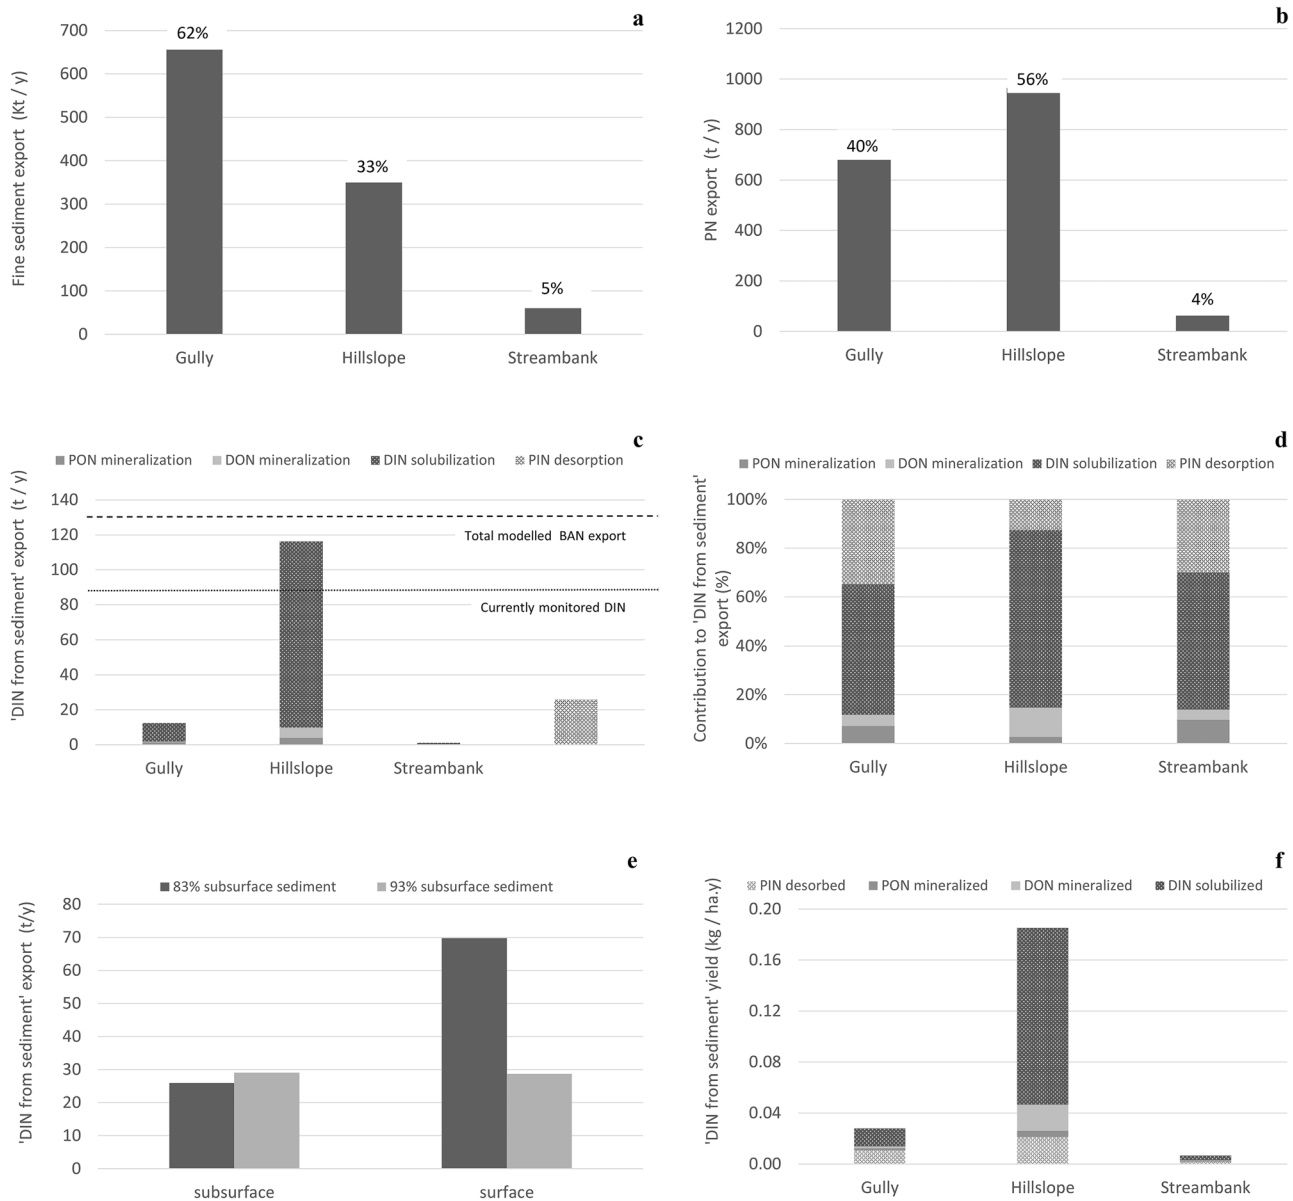 a
Fine sediment export (Kt / y)
700
600
500
400
300
200
100
0
62%
33%
5%
Gully
Hillslope
Streambank
b
PN export (t / y)
1200
1000
800
600
400
200
0
40%
56%
4%
Gully
Hillslope
Streambank
c
PON mineralization
DON mineralization
DIN solubilization
PIN desorption
'DIN from sediment' export (t / y)
140
120
100
80
60
40
20
0
Total modelled BAN export
Currently monitored DIN
Gully
Hillslope
Streambank
d
PON mineralization
DON mineralization
DIN solubilization
PIN desorption
Contribution to 'DIN from sediment'
export (%)
100%
80%
60%
40%
20%
0%
Gully
Hillslope
Streambank
e
83% subsurface sediment
93% subsurface sediment
'DIN from sediment' export (t/y)
80
70
60
50
40
30
20
10
0
subsurface
surface
f
PIN desorbed
PON mineralized
DON mineralized
DIN solubilized
'DIN from sediment' yield (kg / ha.y)
0.20
0.16
0.12
0.08
0.04
0.00
Gully
Hillslope
Streambank